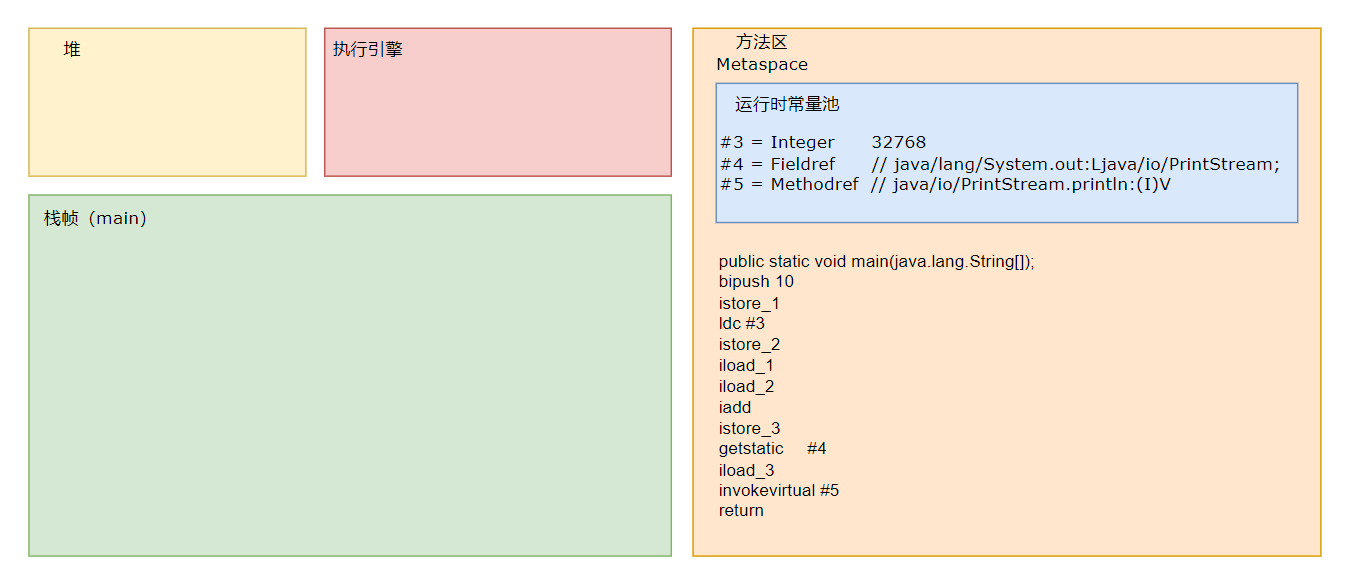 堆
执行引擎
栈帧（main）
方法区
Metaspace
运行时常量池
#3 = Integer 32768
#4 = Fieldref // java/lang/System.out:Ljava/io/PrintStream;
#5 = Methodref // java/io/PrintStream.println:(I)V
public static void main(java.lang.String[]);
bipush 10
istore_1
ldc #3
istore_2
iload_1
iload_2
iadd
istore_3
getstatic #4
iload_3
invokevirtual #5
return